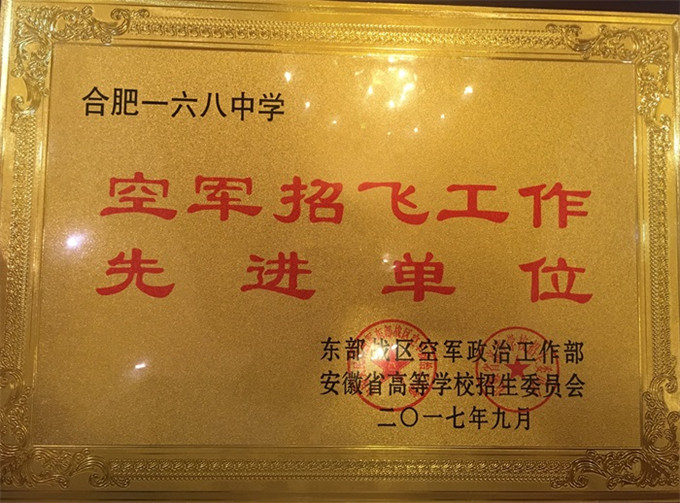 合肥一六八中学
空军招飞工作
先进单位
东部战区空军政治工作部
安徽省高等学校招生委员会
二〇一七年九月